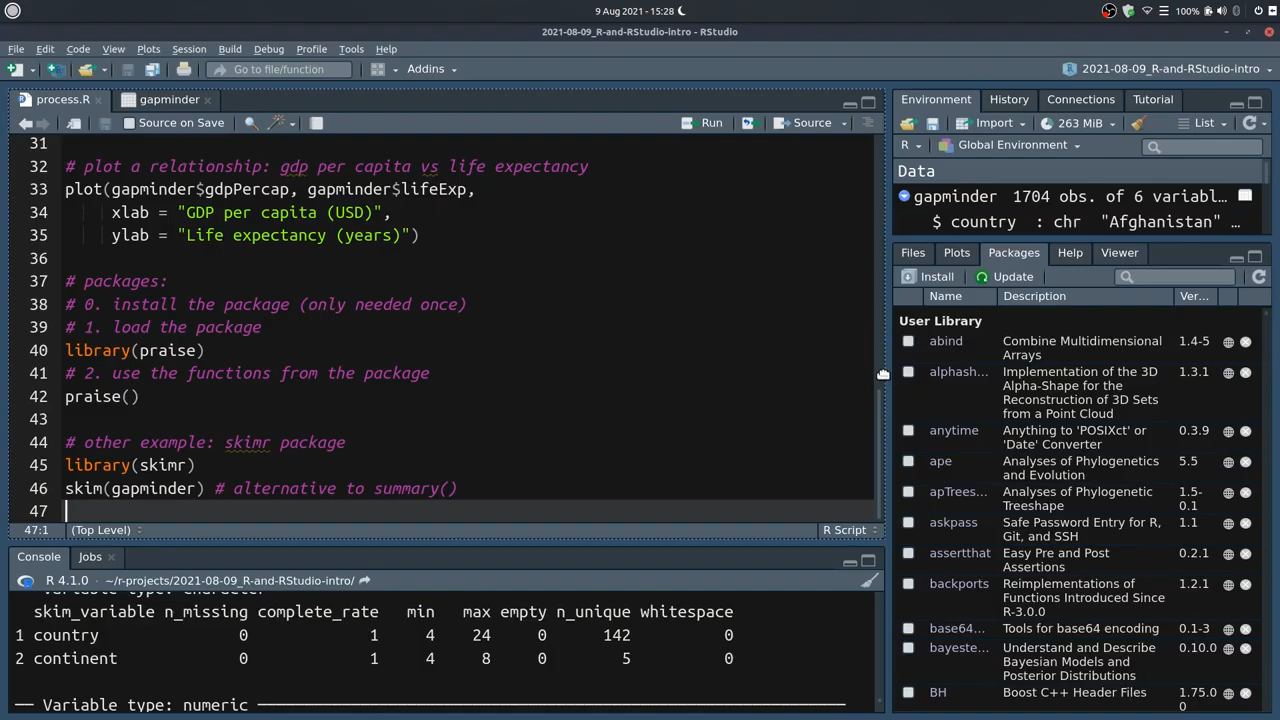 9 Aug 2021 - 15:28
100%
2021-08-09_R-and-RStudio-intro - RStudio
File Edit Code View Plots Session Build Debug Profile Tools Help
Go to file/function
Addins
2021-08-09_R-and-RStudio-intro
process.R
gapminder
Source on Save
Run
Source
31
32 # plot a relationship: gdp per capita vs life expectancy
33 plot(gapminder$gdpPercap, gapminder$lifeExp,
34 xlab = "GDP per capita (USD)",
35 ylab = "Life expectancy (years)")
36
37 # packages:
38 # 0. install the package (only needed once)
39 # 1. load the package
40 library(praise)
41 # 2. use the functions from the package
42 praise()
43
44 # other example: skimr package
45 library(skimr)
46 skim(gapminder) # alternative to summary()
47
47:1 (Top Level) R Script
Console Jobs
R 4.1.0 · ~/r-projects/2021-08-09_R-and-RStudio-intro/
Variable type: character
skim_variable n_missing complete_rate min max empty n_unique whitespace
1 country 0 1 4 24 0 142 0
2 continent 0 1 4 8 0 5 0
── Variable type: numeric
Environment History Connections Tutorial
Import 263 MiB List
R Global Environment
Data
gapminder 1704 obs. of 6 variabl…
$ country : chr "Afghanistan" …
Files Plots Packages Help Viewer
Install Update
Name Description Ver...
User Library
abind Combine Multidimensional Arrays 1.4-5
alphash... Implementation of the 3D Alpha-Shape for the Reconstruction of 3D Sets from a Point Cloud 1.3.1
anytime Anything to 'POSIXct' or 'Date' Converter 0.3.9
ape Analyses of Phylogenetics and Evolution 5.5
apTrees... Analyses of Phylogenetic Treeshape 1.5-0.1
askpass Safe Password Entry for R, Git, and SSH 1.1
assertthat Easy Pre and Post Assertions 0.2.1
backports Reimplementations of Functions Introduced Since R-3.0.0 1.2.1
base64... Tools for base64 encoding 0.1-3
bayeste... Understand and Describe Bayesian Models and Posterior Distributions 0.10.0
BH Boost C++ Header Files 1.75.0 0